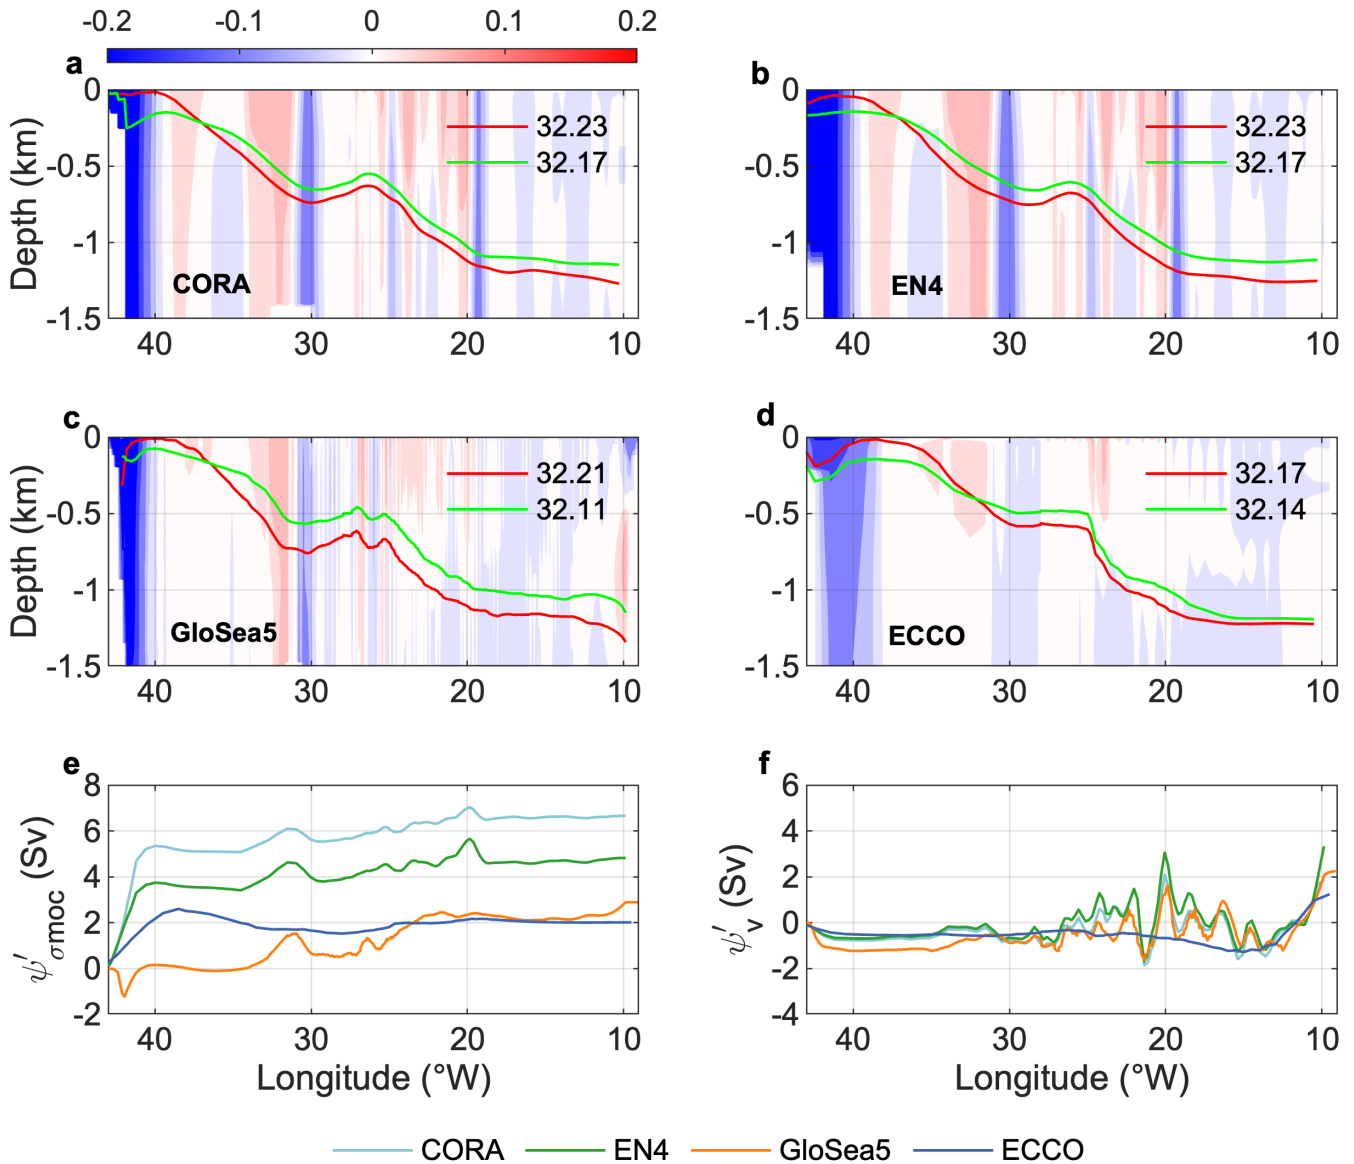 -0.2 -0.1 0 0.1 0.2
a
b
0 0
-0.5 -0.5
-1 -1
-1.5 -1.5
Depth (km)
32.23 32.23
32.17 32.17
CORA EN4
40 30 20 10 40 30 20 10
c
d
0 0
-0.5 -0.5
-1 -1
-1.5 -1.5
Depth (km)
32.21 32.17
32.11 32.14
GloSea5 ECCO
40 30 20 10 40 30 20 10
e
f
8 6
6 4
4 2
2 0
0 -2
-2 -4
ψ′σmoc (Sv)
ψ′v (Sv)
40 30 20 10 40 30 20 10
Longitude (°W) Longitude (°W)
CORA EN4 GloSea5 ECCO